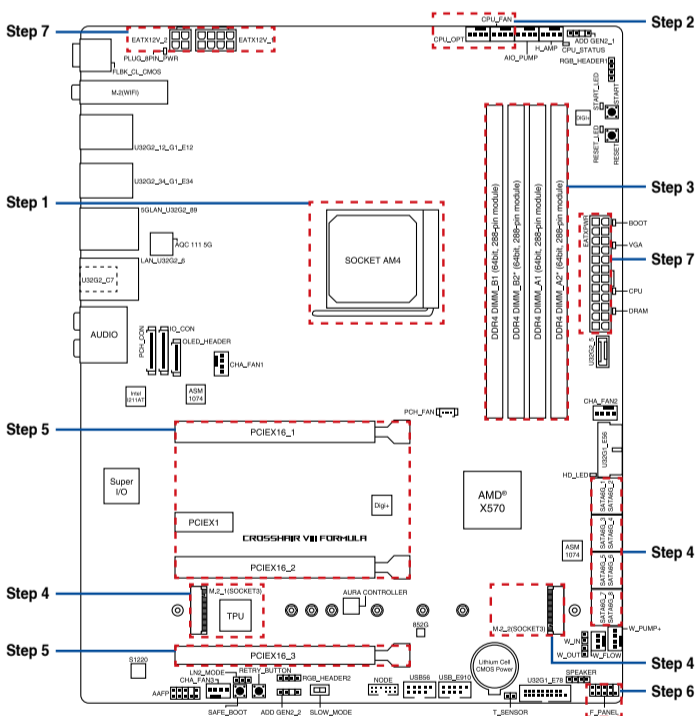 Step 7
EATX12V_2
EATX12V_1
PLUG_8PIN_PWR
FLBK_CL_CMOS
CPU_FAN
CPU_OPT
Step 2
AIO_PUMP
H_AMP
CPU_STATUS
ADD GEN2_1
RGB_HEADER1
M.2(WIFI)
START_LED
START
DIGI+
RESET_LED
RESET
U32G2_12_G1_E12
U32G2_34_G1_E34
Step 3
DDR4 DIMM_B1 (64bit, 288-pin module)
DDR4 DIMM_B2* (64bit, 288-pin module)
DDR4 DIMM_A1 (64bit, 288-pin module)
DDR4 DIMM_A2* (64bit, 288-pin module)
Step 1
SOCKET AM4
5GLAN_U32G2_89
AQC 111 5G
LAN_U32G2_6
U32G2_C7
EATXPWR
BOOT
VGA
Step 7
CPU
DRAM
U32G2_5
AUDIO
PCH_CON
IO_CON
OLED_HEADER
CHA_FAN1
Intel
I211AT
ASM
1074
CHA_FAN2
PCH_FAN
Step 5
PCIEX16_1
U32G1_E56
HD_LED
Super
I/O
Digi+
AMD®
X570
SATA6G_1
SATA6G_2
PCIEX1
SATA6G_3
SATA6G_4
CROSSHAIR VIII FORMULA
ASM
1074
Step 4
PCIEX16_2
SATA6G_5
SATA6G_6
Step 4
M.2_1(SOCKET3)
TPU
AURA CONTROLLER
SATA6G_7
SATA6G_8
M.2_2(SOCKET3)
852G
W_IN
W_OUT
W_FLOW
W_PUMP+
Step 5
PCIEX16_3
Step 4
S1220
LN2_MODE
RETRY_BUTTON
CHA_FAN3
RGB_HEADER2
NODE
USB56
USB_E910
Lithium Cell
CMOS Power
U32G1_E78
SPEAKER
Step 6
AAFP
SAFE_BOOT
ADD GEN2_2
SLOW_MODE
T_SENSOR
F_PANEL